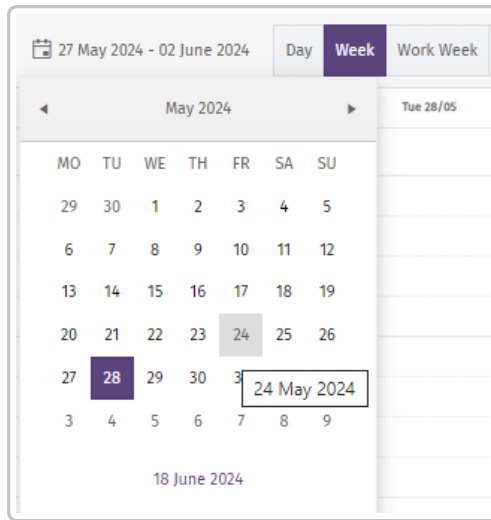 27 May 2024 - 02 June 2024 Day Week Work Week
May 2024 Tue 28/05
MO TU WE TH FR SA SU
29 30 1 2 3 4 5
6 7 8 9 10 11 12
13 14 15 16 17 18 19
20 21 22 23 24 25 26
27 28 29 30 3
24 May 2024
3 4 5 6 7 8 9
18 June 2024